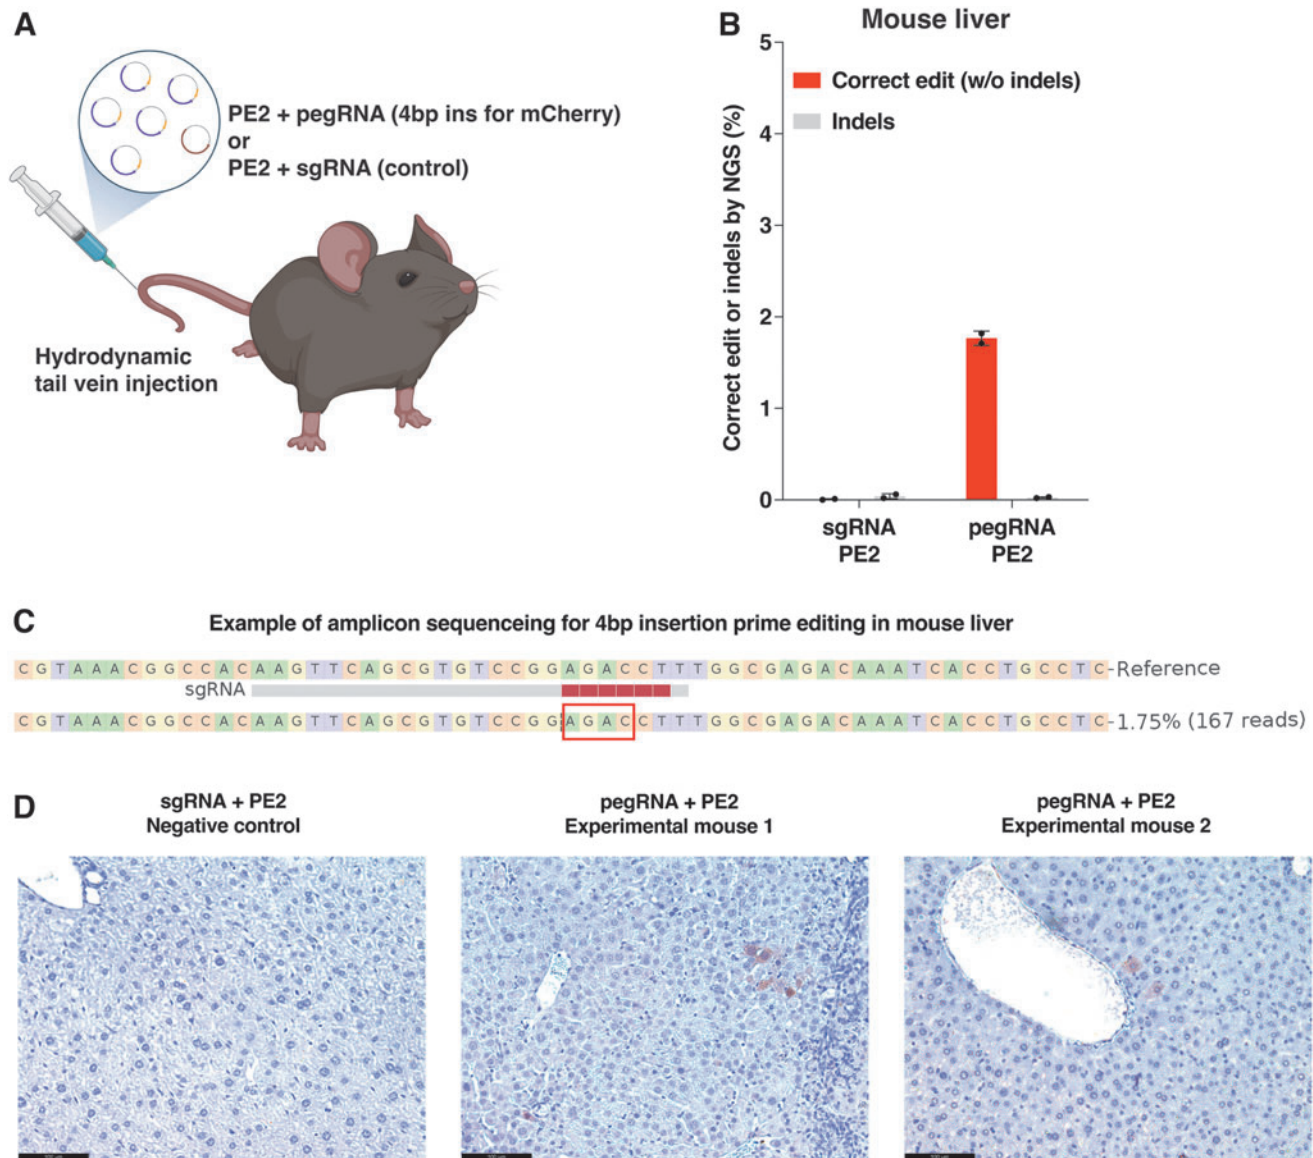 A
PE2 + pegRNA (4bp ins for mCherry)
or
PE2 + sgRNA (control)
Hydrodynamic
tail vein injection
B
Mouse liver
Correct edit or indels by NGS (%)
5
4
3
2
1
0
Correct edit (w/o indels)
Indels
sgRNA
PE2
pegRNA
PE2
C
Example of amplicon sequenceing for 4bp insertion prime editing in mouse liver
CGTAAACGGCCACAAGTTCAGCGTGTCCGGAGACCTTTGGCGAGACAAATCACCTGCCTC-Reference
sgRNA
CGTAAACGGCCACAAGTTCAGCGTGTCCGGAGACCTTTGGCGAGACAAATCACCTGCCTC-1.75% (167 reads)
D
sgRNA + PE2
Negative control
pegRNA + PE2
Experimental mouse 1
pegRNA + PE2
Experimental mouse 2